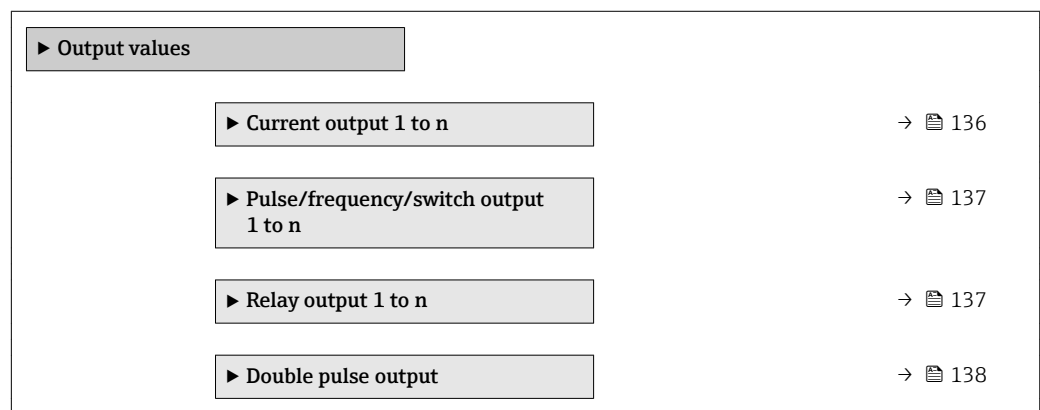 ▶ Output values
▶ Current output 1 to n → 136
▶ Pulse/frequency/switch output → 137
1 to n
▶ Relay output 1 to n → 137
▶ Double pulse output → 138